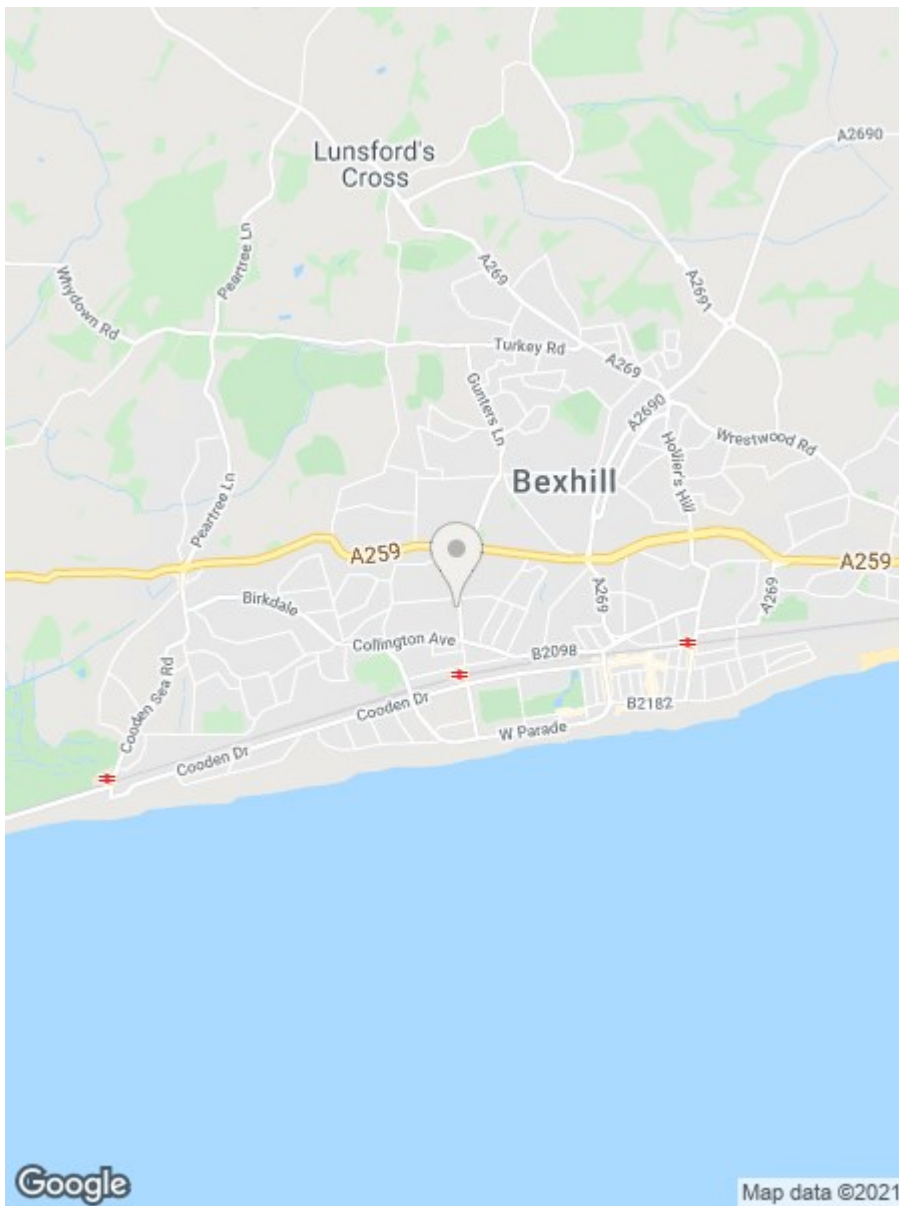 A2690
Lunsford's
Cross
Peartree Ln
Whydown Rd
A269
A2691
Turkey Rd
A269
Gunters Ln
A2690
Hollier's Hill
Wrestwood Rd
Bexhill
Peartree Ln
A259
A259
Birkdale
A269
A269
Collington Ave
B2098
Cooden Sea Rd
Cooden Dr
B2182
W Parade
Cooden Dr
Google
Map data ©2021